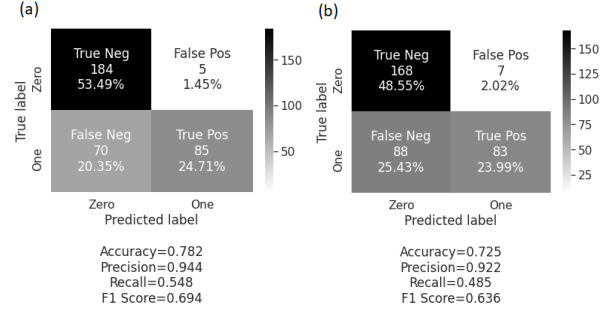 (a)
True Neg
184
53.49%
False Pos
5
1.45%
False Neg
70
20.35%
True Pos
85
24.71%
Zero
One
True label
Zero
One
Predicted label
150
100
50
Accuracy=0.782
Precision=0.944
Recall=0.548
F1 Score=0.694
(b)
True Neg
168
48.55%
False Pos
7
2.02%
False Neg
88
25.43%
True Pos
83
23.99%
Zero
One
True label
Zero
One
Predicted label
150
125
100
75
50
25
Accuracy=0.725
Precision=0.922
Recall=0.485
F1 Score=0.636